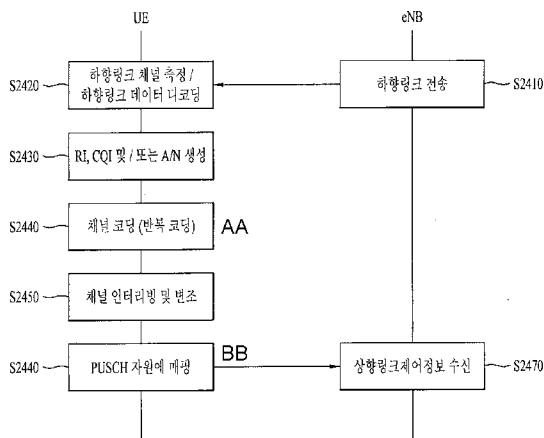 UE
eNB
S2420
하향링크 채널 측정 /
하향링크 데이터 디코딩
하향링크 전송
S2410
S2430
RI, CQI 및 / 또는 A/N 생성
S2440
채널 코딩 (반복 코딩)
AA
S2450
채널 인터리빙 및 변조
S2440
PUSCH 자원에 매핑
BB
상향링크제어정보 수신
S2470